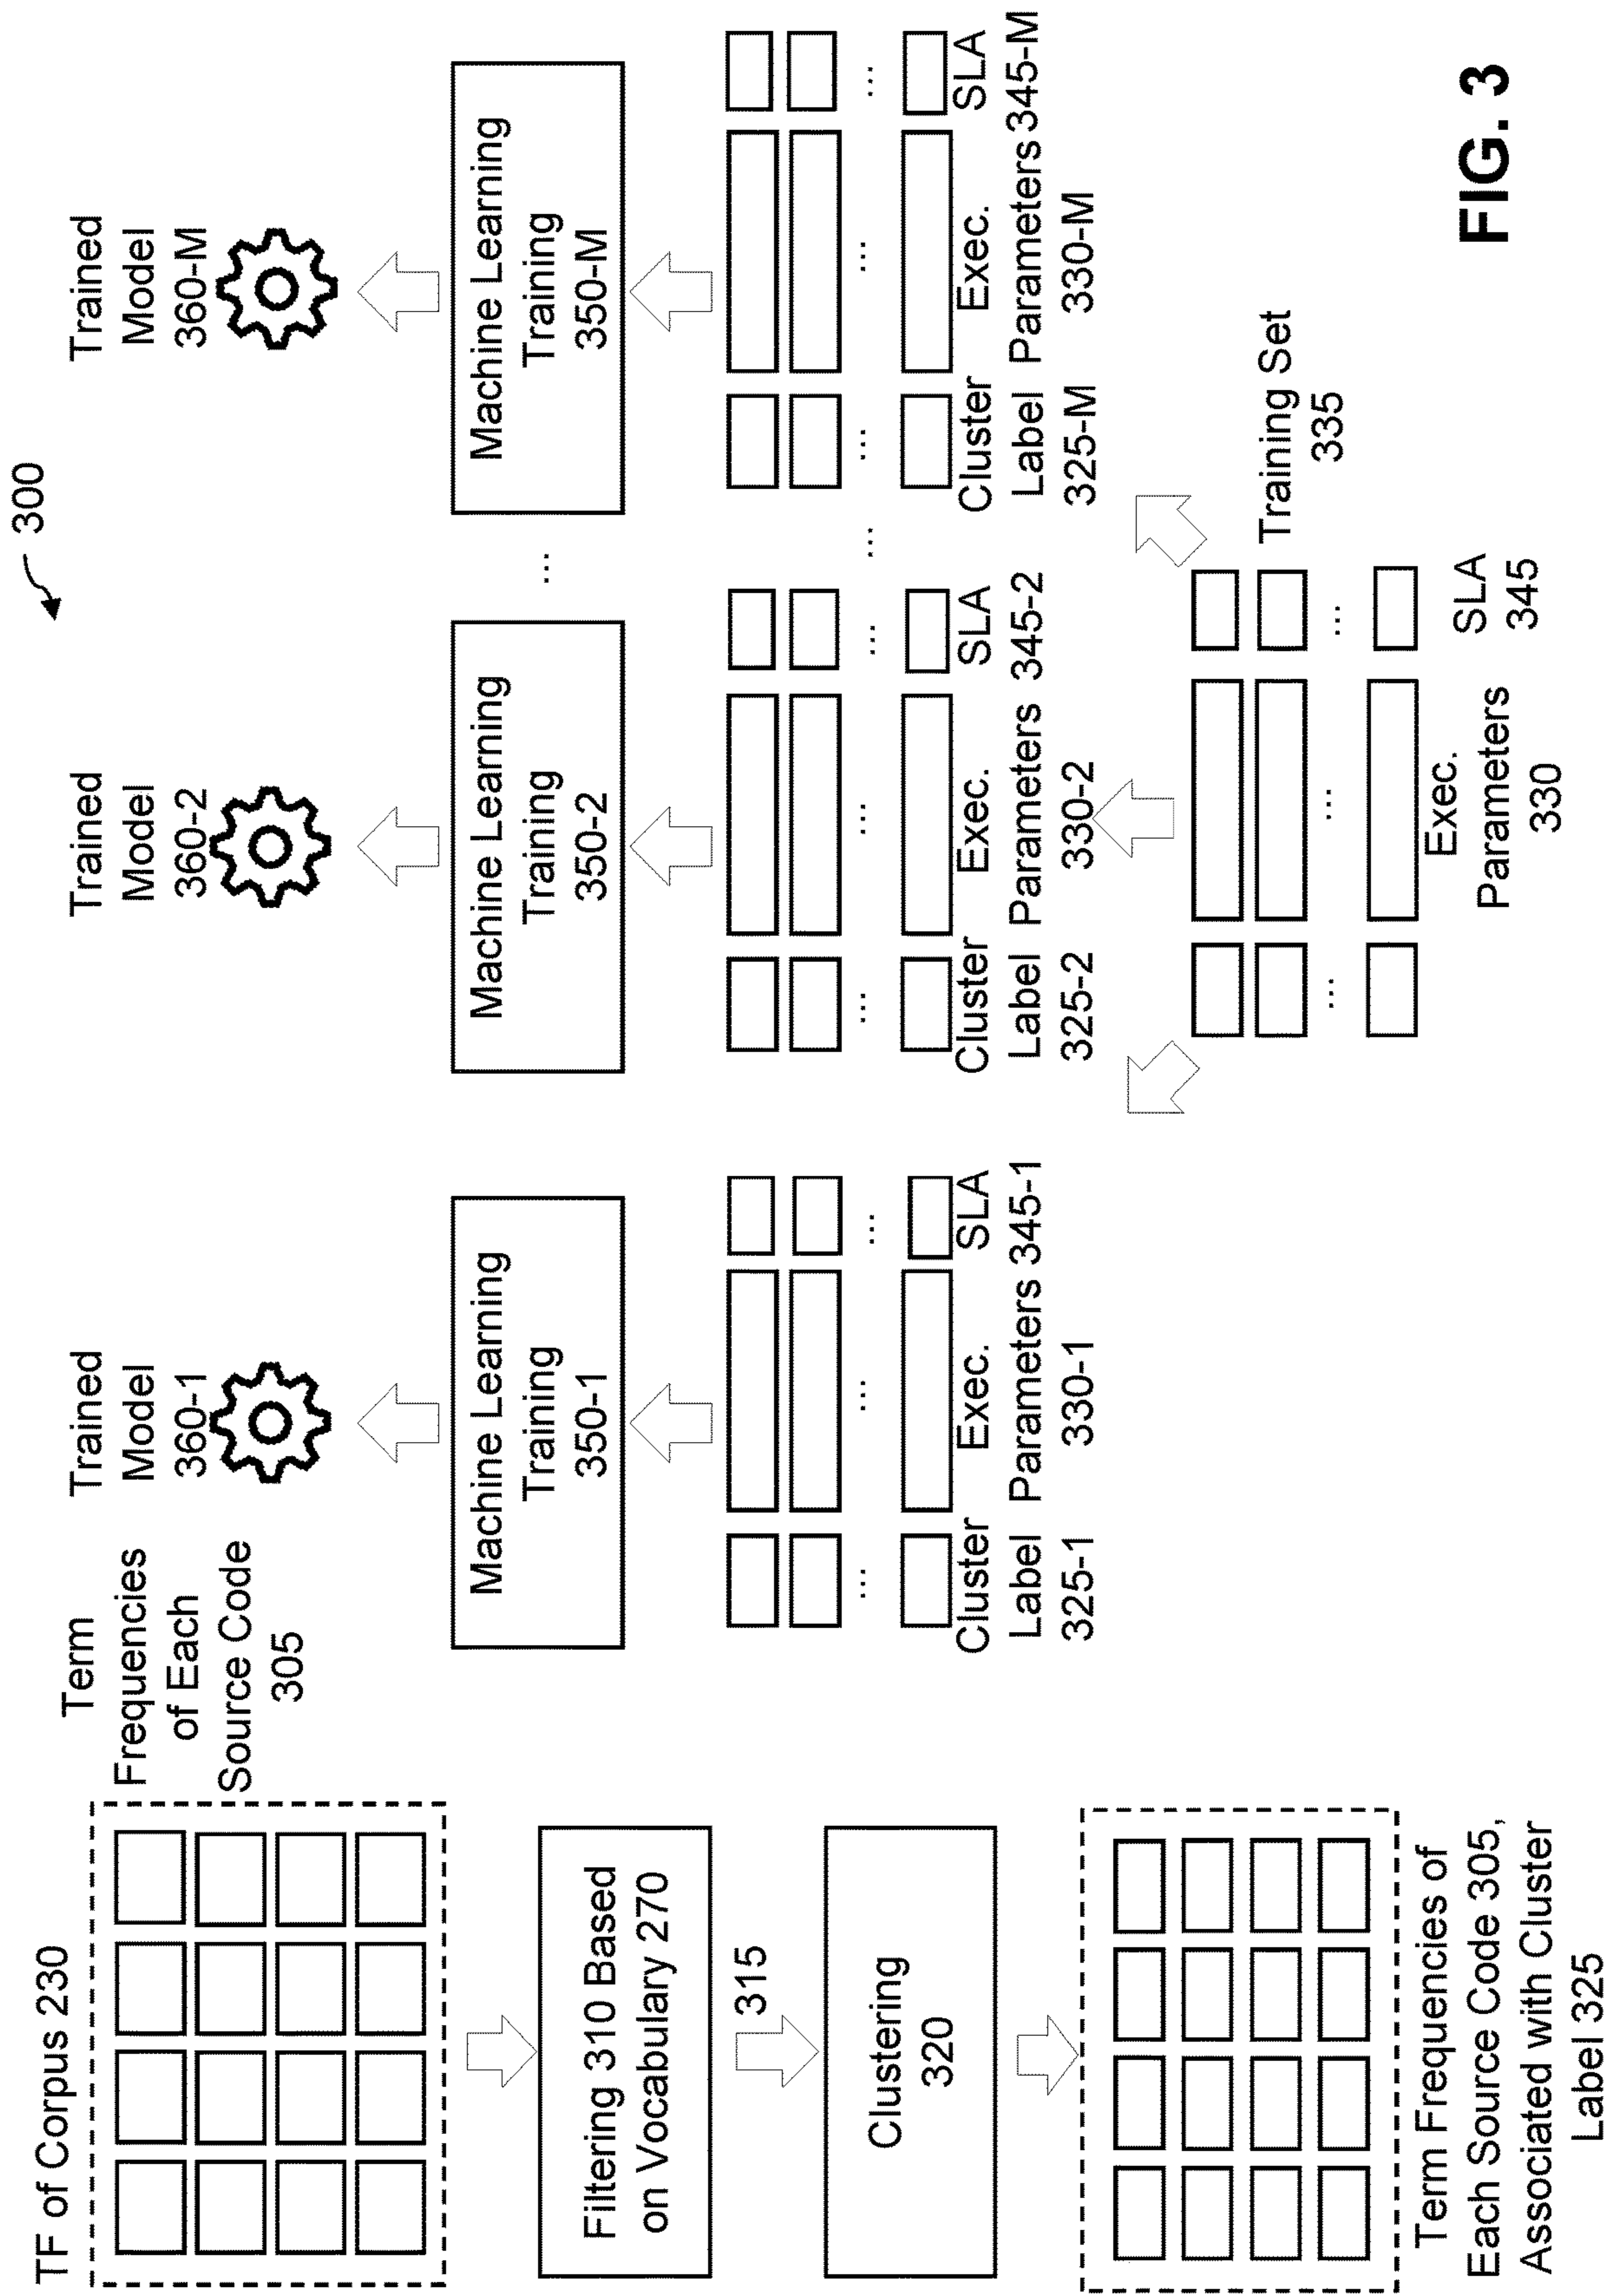 300
TF of Corpus 230
Term
Frequencies
of Each
Source Code
305
Filtering 310 Based
on Vocabulary 270
315
Clustering
320
Term Frequencies of
Each Source Code 305,
Associated with Cluster
Label 325
Trained
Model
360-1
Machine Learning
Training
350-1
...
...
...
Cluster
Label
325-1
Exec.
Parameters
330-1
SLA
345-1
Trained
Model
360-2
Machine Learning
Training
350-2
...
...
...
Cluster
Label
325-2
Exec.
Parameters
330-2
SLA
345-2
...
...
Trained
Model
360-M
Machine Learning
Training
350-M
...
...
...
Cluster
Label
325-M
Exec.
Parameters
330-M
SLA
345-M
Training Set
335
...
...
...
Exec.
Parameters
330
SLA
345
FIG. 3